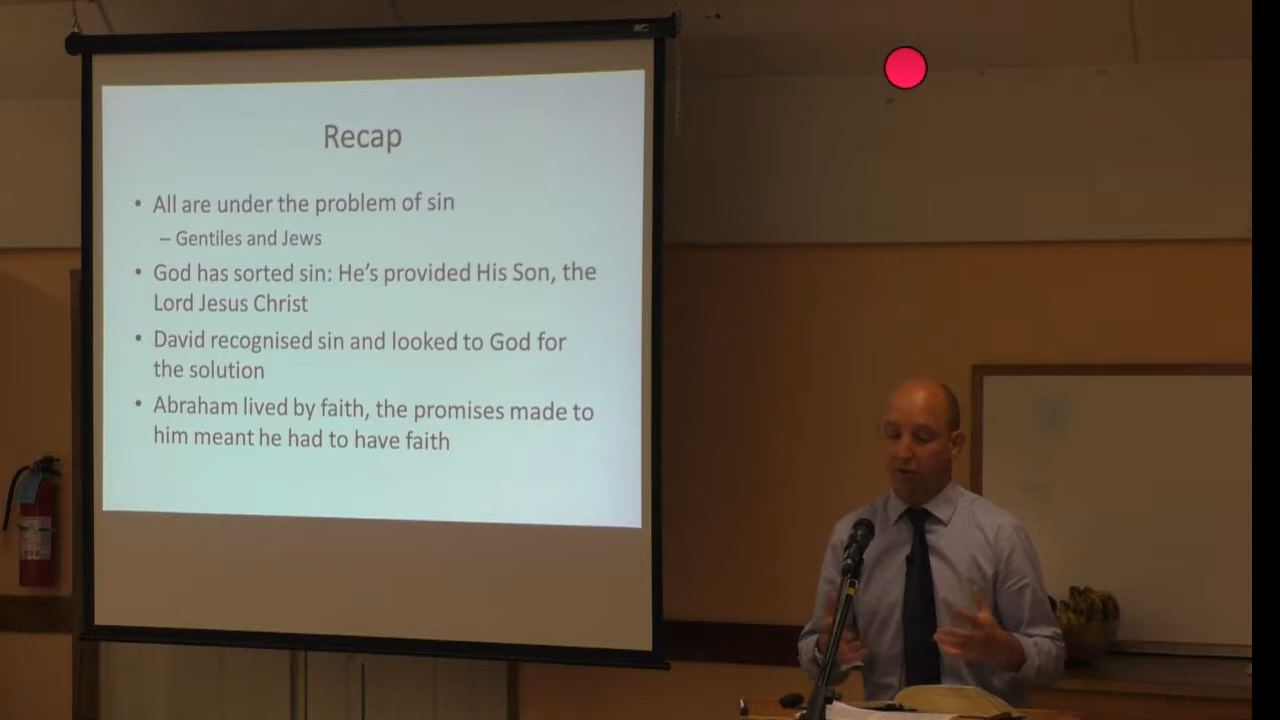 Recap
• All are under the problem of sin
– Gentiles and Jews
• God has sorted sin: He's provided His Son, the
Lord Jesus Christ
• David recognised sin and looked to God for
the solution
• Abraham lived by faith, the promises made to
him meant he had to have faith